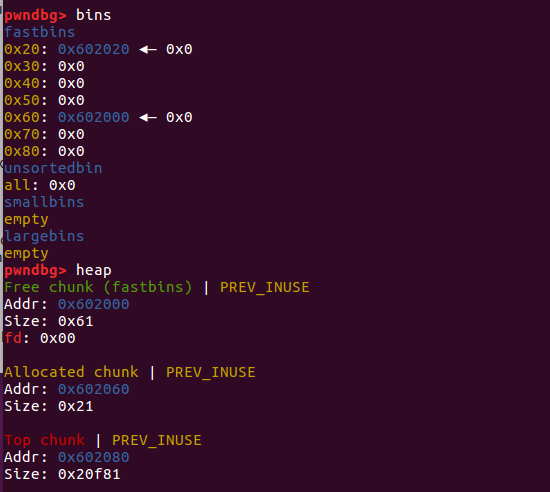 pwndbg> bins
fastbins
0x20: 0x602020 ◂— 0x0
0x30: 0x0
0x40: 0x0
0x50: 0x0
0x60: 0x602000 ◂— 0x0
0x70: 0x0
0x80: 0x0
unsortedbin
all: 0x0
smallbins
empty
largebins
empty
pwndbg> heap
Free chunk (fastbins) | PREV_INUSE
Addr: 0x602000
Size: 0x61
fd: 0x00
Allocated chunk | PREV_INUSE
Addr: 0x602060
Size: 0x21
Top chunk | PREV_INUSE
Addr: 0x602080
Size: 0x20f81